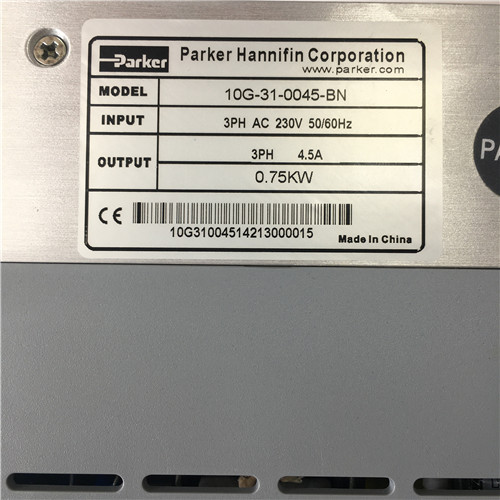 Parker Parker Hannifin Corporation
www.parker.com
MODEL 10G-31-0045-BN
INPUT 3PH AC 230V 50/60Hz
OUTPUT 3PH 4.5A
0.75KW
CE
10G31004514213000015
Made In China
PA